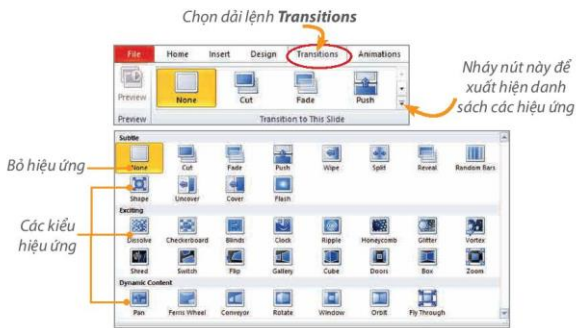 Chọn dải lệnh Transitions
File Home Insert Design Transitions Animations
Preview None Cut Fade Push
Preview Transition to This Slide
Nháy nút này để
xuất hiện danh
sách các hiệu ứng
Subtle
None Cut Fade Push Wipe Split Reveal Random Bars
Bỏ hiệu ứng
Shape Uncover Cover Flash
Exciting
Các kiểu
hiệu ứng
Dissolve Checkerboard Blinds Clock Ripple Honeycomb Glitter Vortex
Shred Switch Flip Gallery Cube Doors Box Zoom
Dynamic Content
Pan Ferris Wheel Conveyor Rotate Window Orbit Fly Through